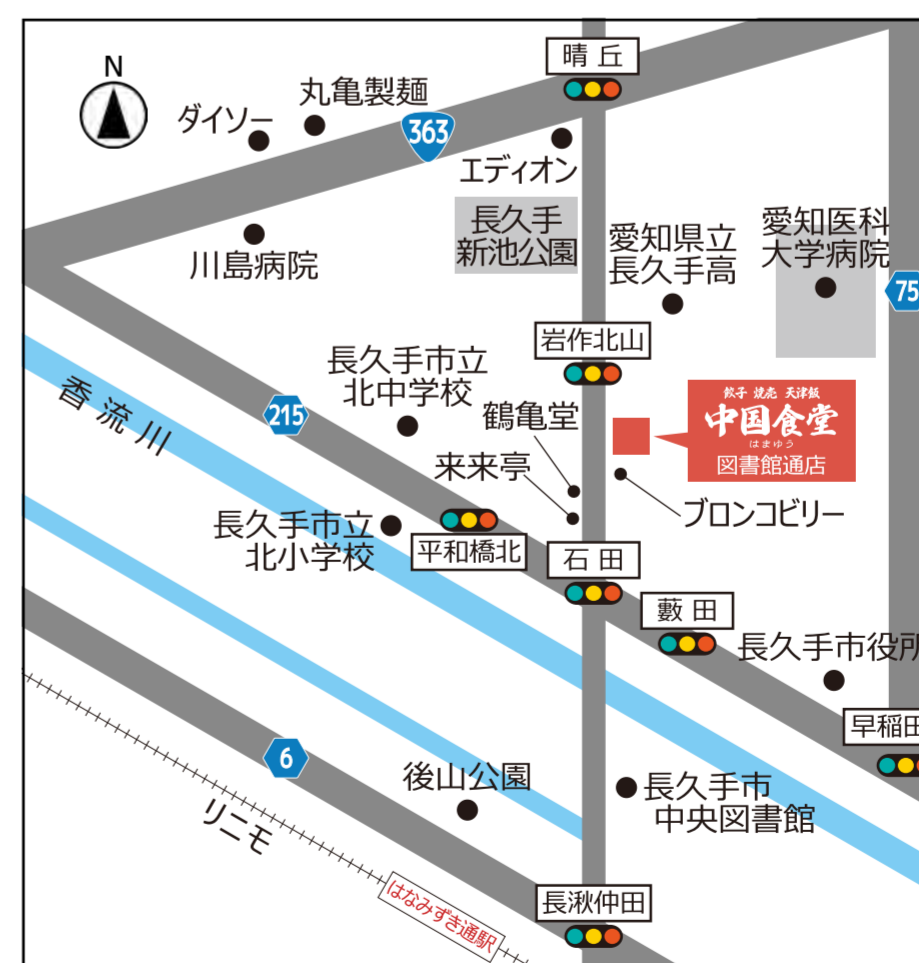 晴丘
N
丸亀製麺
ダイソー
363
エディオン
長久手
新池公園
愛知県立
長久手高
愛知医科
大学病院
川島病院
75
岩作北山
長久手市立
北中学校
香流川
215
鶴亀堂
餃子 焼売 天津飯
中国食堂
はまゆう
図書館通店
来来亭
ブロンコビリー
長久手市立
北小学校
平和橋北
石田
藪田
長久手市役所
早稲田
6
後山公園
長久手市
中央図書館
リニモ
はなみずき通駅
長湫仲田